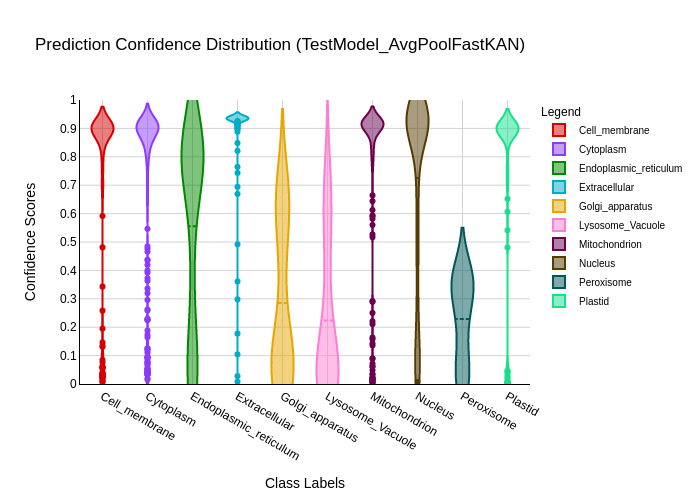 Prediction Confidence Distribution (TestModel_AvgPoolFastKAN)
Confidence Scores
1
0.9
0.8
0.7
0.6
0.5
0.4
0.3
0.2
0.1
0
Cell_membrane
Cytoplasm
Endoplasmic_reticulum
Extracellular
Golgi_apparatus
Lysosome_Vacuole
Mitochondrion
Nucleus
Peroxisome
Plastid
Class Labels
Legend
Cell_membrane
Cytoplasm
Endoplasmic_reticulum
Extracellular
Golgi_apparatus
Lysosome_Vacuole
Mitochondrion
Nucleus
Peroxisome
Plastid